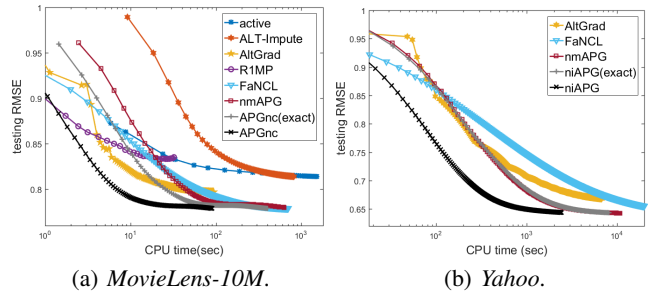 active
ALT-Impute
AltGrad
R1MP
FaNCL
nmAPG
APGnc(exact)
APGnc
testing RMSE
0.95
0.9
0.85
0.8
10^0
10^1
10^2
10^3
CPU time(sec)
(a) MovieLens-10M.
AltGrad
FaNCL
nmAPG
niAPG(exact)
niAPG
testing RMSE
1
0.95
0.9
0.85
0.8
0.75
0.7
0.65
10^2
10^3
10^4
CPU time (sec)
(b) Yahoo.